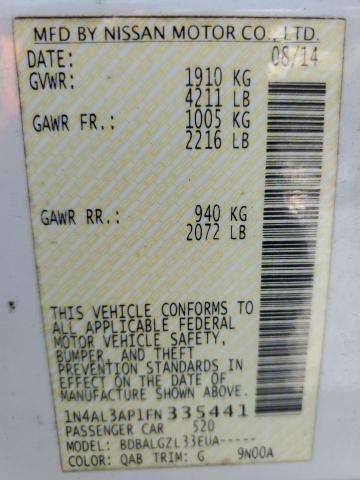 MFD BY NISSAN MOTOR CO., LTD.
DATE: 08/14
GVWR: 1910 KG
4211 LB
GAWR FR.: 1005 KG
2216 LB
GAWR RR.: 940 KG
2072 LB
THIS VEHICLE CONFORMS TO
ALL APPLICABLE FEDERAL
MOTOR VEHICLE SAFETY,
BUMPER, AND THEFT
PREVENTION STANDARDS IN
EFFECT ON THE DATE OF
MANUFACTURE SHOWN ABOVE.
1N4AL3AP1FN335441
PASSENGER CAR 520
MODEL: BDBALGZL33EUA-----
COLOR: QAB TRIM: G 9N00A